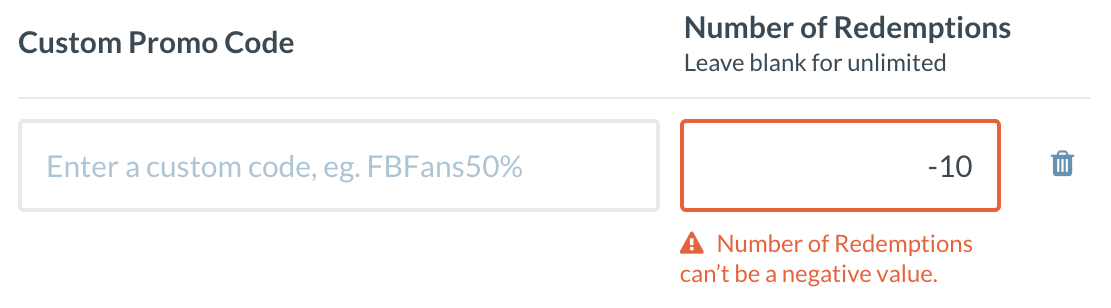 Custom Promo Code
Number of Redemptions
Leave blank for unlimited
Enter a custom code, eg. FBFans50%
-10
Number of Redemptions
can’t be a negative value.